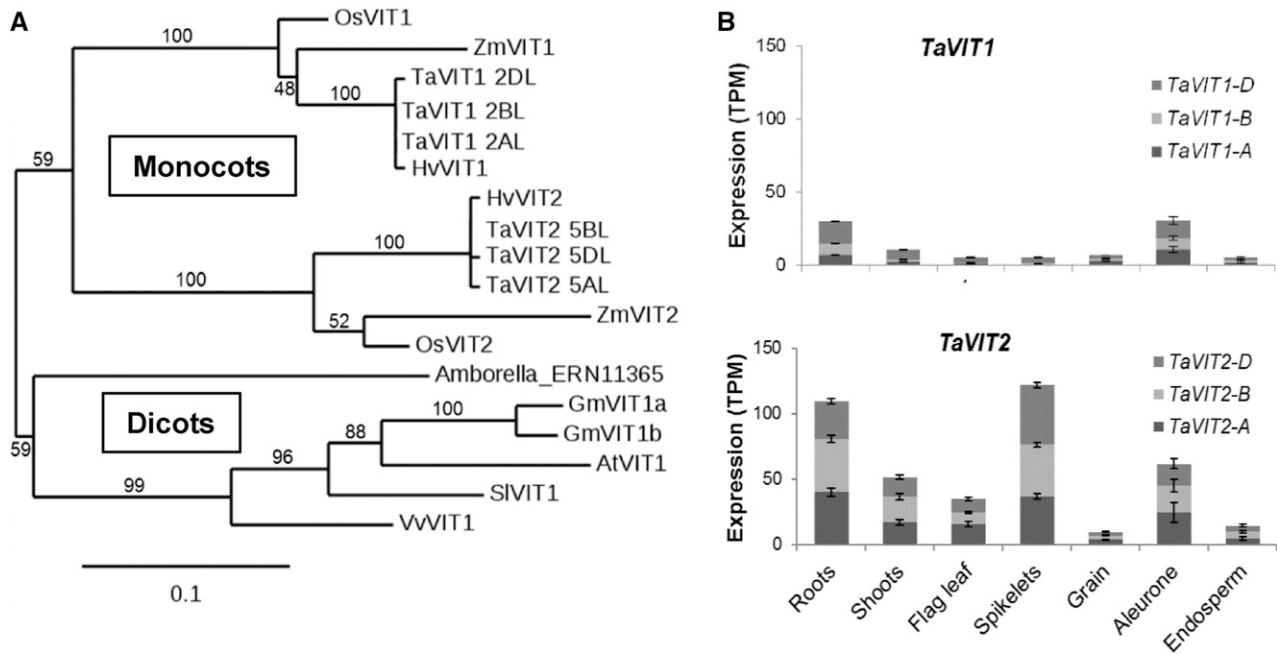 A
OsVIT1
100
ZmVIT1
48
TaVIT1 2DL
100
TaVIT1 2BL
TaVIT1 2AL
HvVIT1
59
Monocots
HvVIT2
TaVIT2 5BL
100
TaVIT2 5DL
TaVIT2 5AL
100
ZmVIT2
52
OsVIT2
Amborella_ERN11365
Dicots
GmVIT1a
100
GmVIT1b
88
59
AtVIT1
96
99
SlVIT1
VvVIT1
0.1
B
TaVIT1
Expression (TPM)
150
100
50
0
TaVIT1-D
TaVIT1-B
TaVIT1-A
TaVIT2
Expression (TPM)
150
100
50
0
TaVIT2-D
TaVIT2-B
TaVIT2-A
Roots
Shoots
Flag leaf
Spikelets
Grain
Aleurone
Endosperm